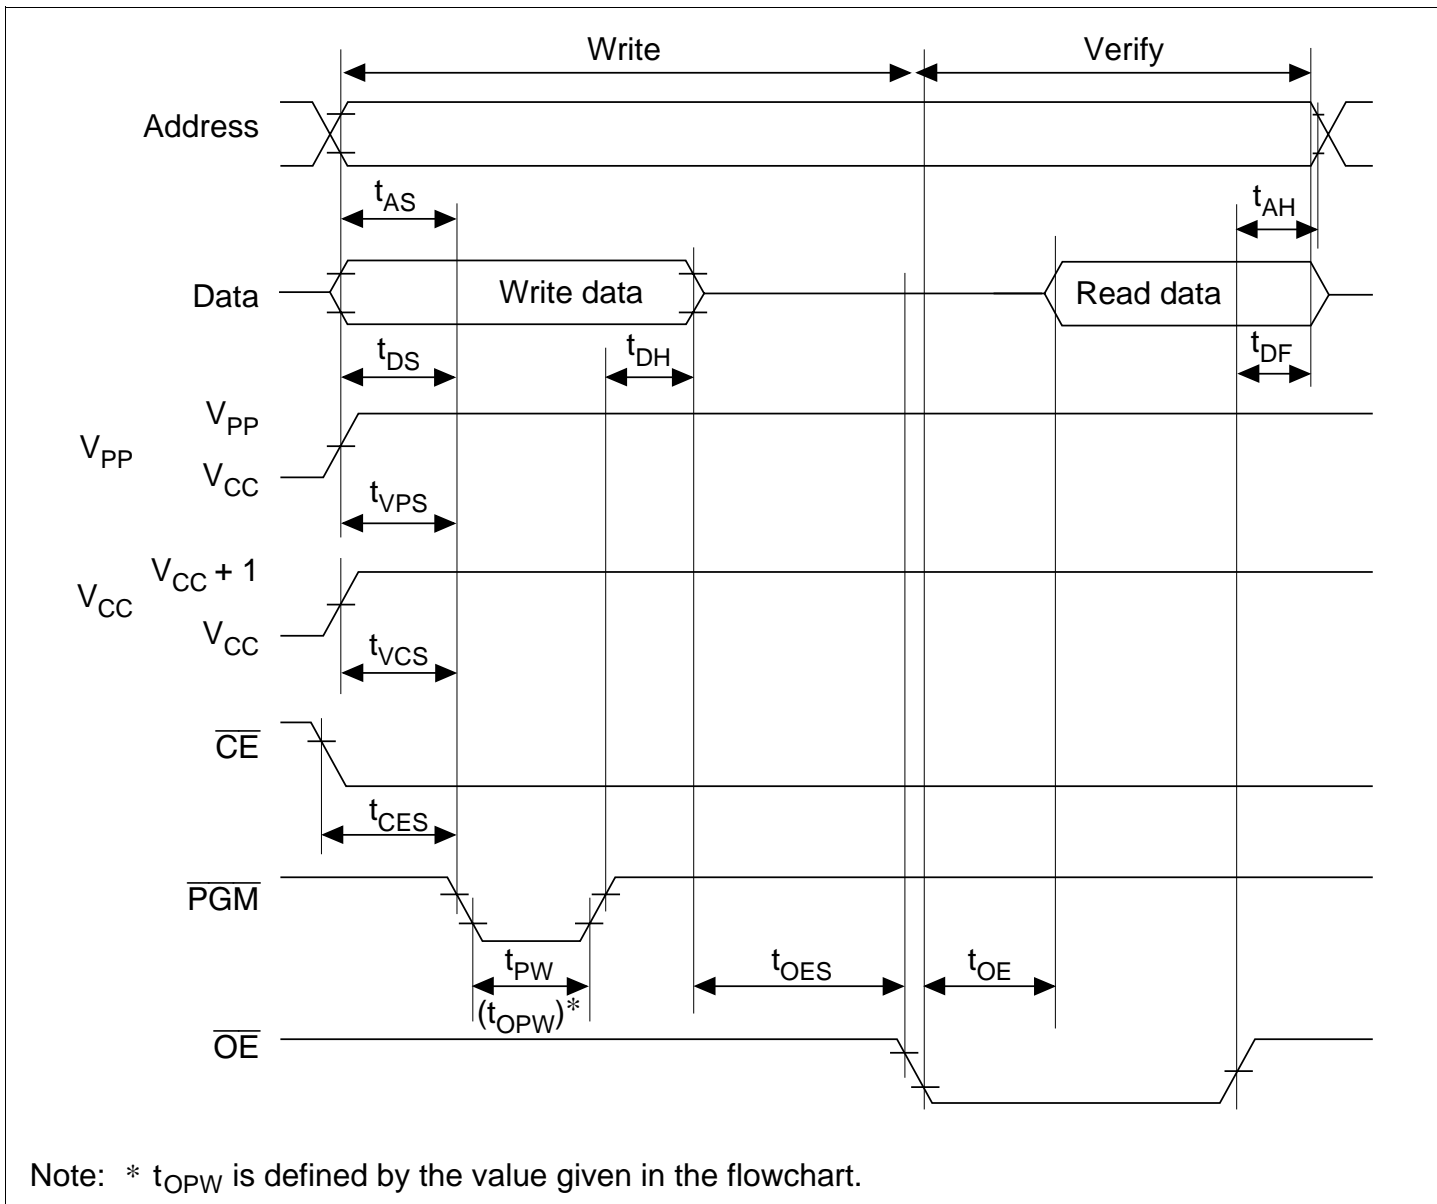 Write Verify
Address
tAS tAH
Data Write data Read data
tDS tDH tDF
VPP
VPP
VCC
tVPS
VCC + 1
VCC
VCC
tVCS
CE
tCES
PGM
tPW tOES tOE
(tOPW)*
OE
Note: * tOPW is defined by the value given in the flowchart.